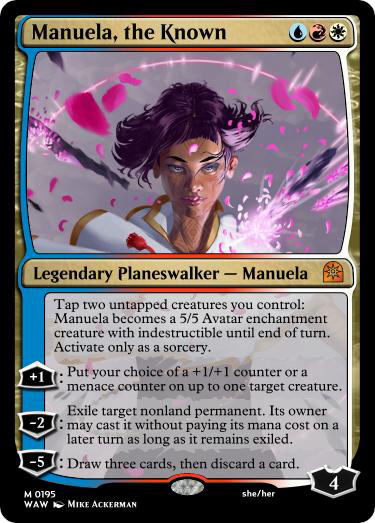 Manuela, the Known
Legendary Planeswalker — Manuela
Tap two untapped creatures you control:
Manuela becomes a 5/5 Avatar enchantment
creature with indestructible until end of turn.
Activate only as a sorcery.
+1: Put your choice of a +1/+1 counter or a
menace counter on up to one target creature.
-2: Exile target nonland permanent. Its owner
may cast it without paying its mana cost on a
later turn as long as it remains exiled.
-5: Draw three cards, then discard a card.
4
M 0195
she/her
WAW Mike Ackerman